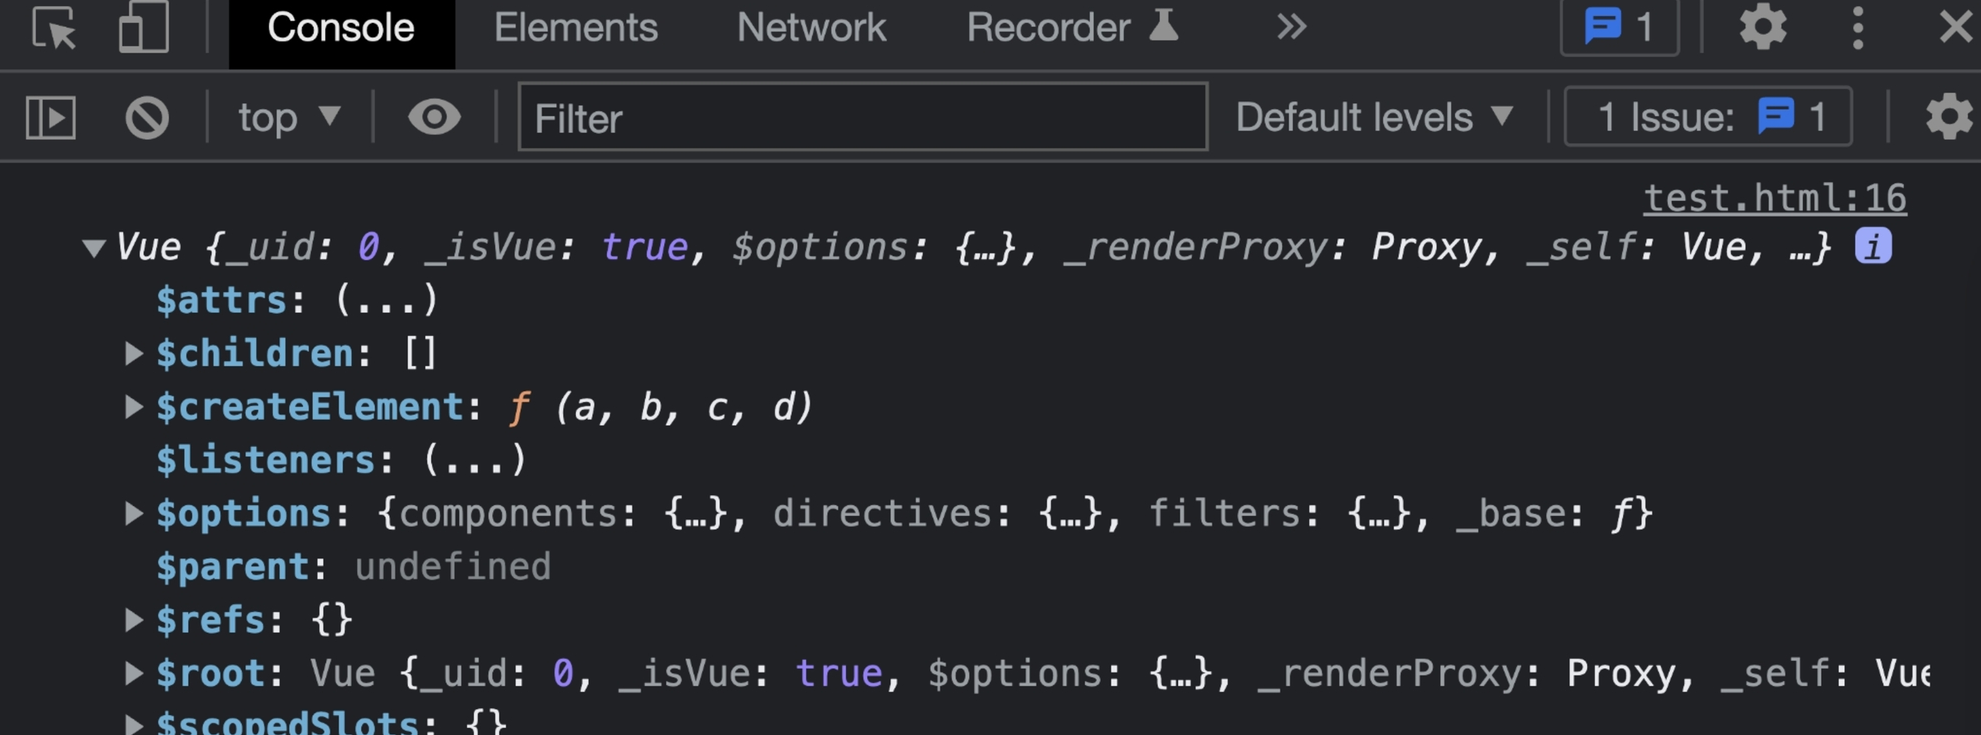 Console Elements Network Recorder 1
top Filter Default levels 1 Issue: 1
test.html:16
Vue {_uid: 0, _isVue: true, $options: {…}, _renderProxy: Proxy, _self: Vue, …} i
$attrs: (...)
$children: []
$createElement: ƒ (a, b, c, d)
$listeners: (...)
$options: {components: {…}, directives: {…}, filters: {…}, _base: ƒ}
$parent: undefined
$refs: {}
$root: Vue {_uid: 0, _isVue: true, $options: {…}, _renderProxy: Proxy, _self: Vue
$scopedSlots: {}